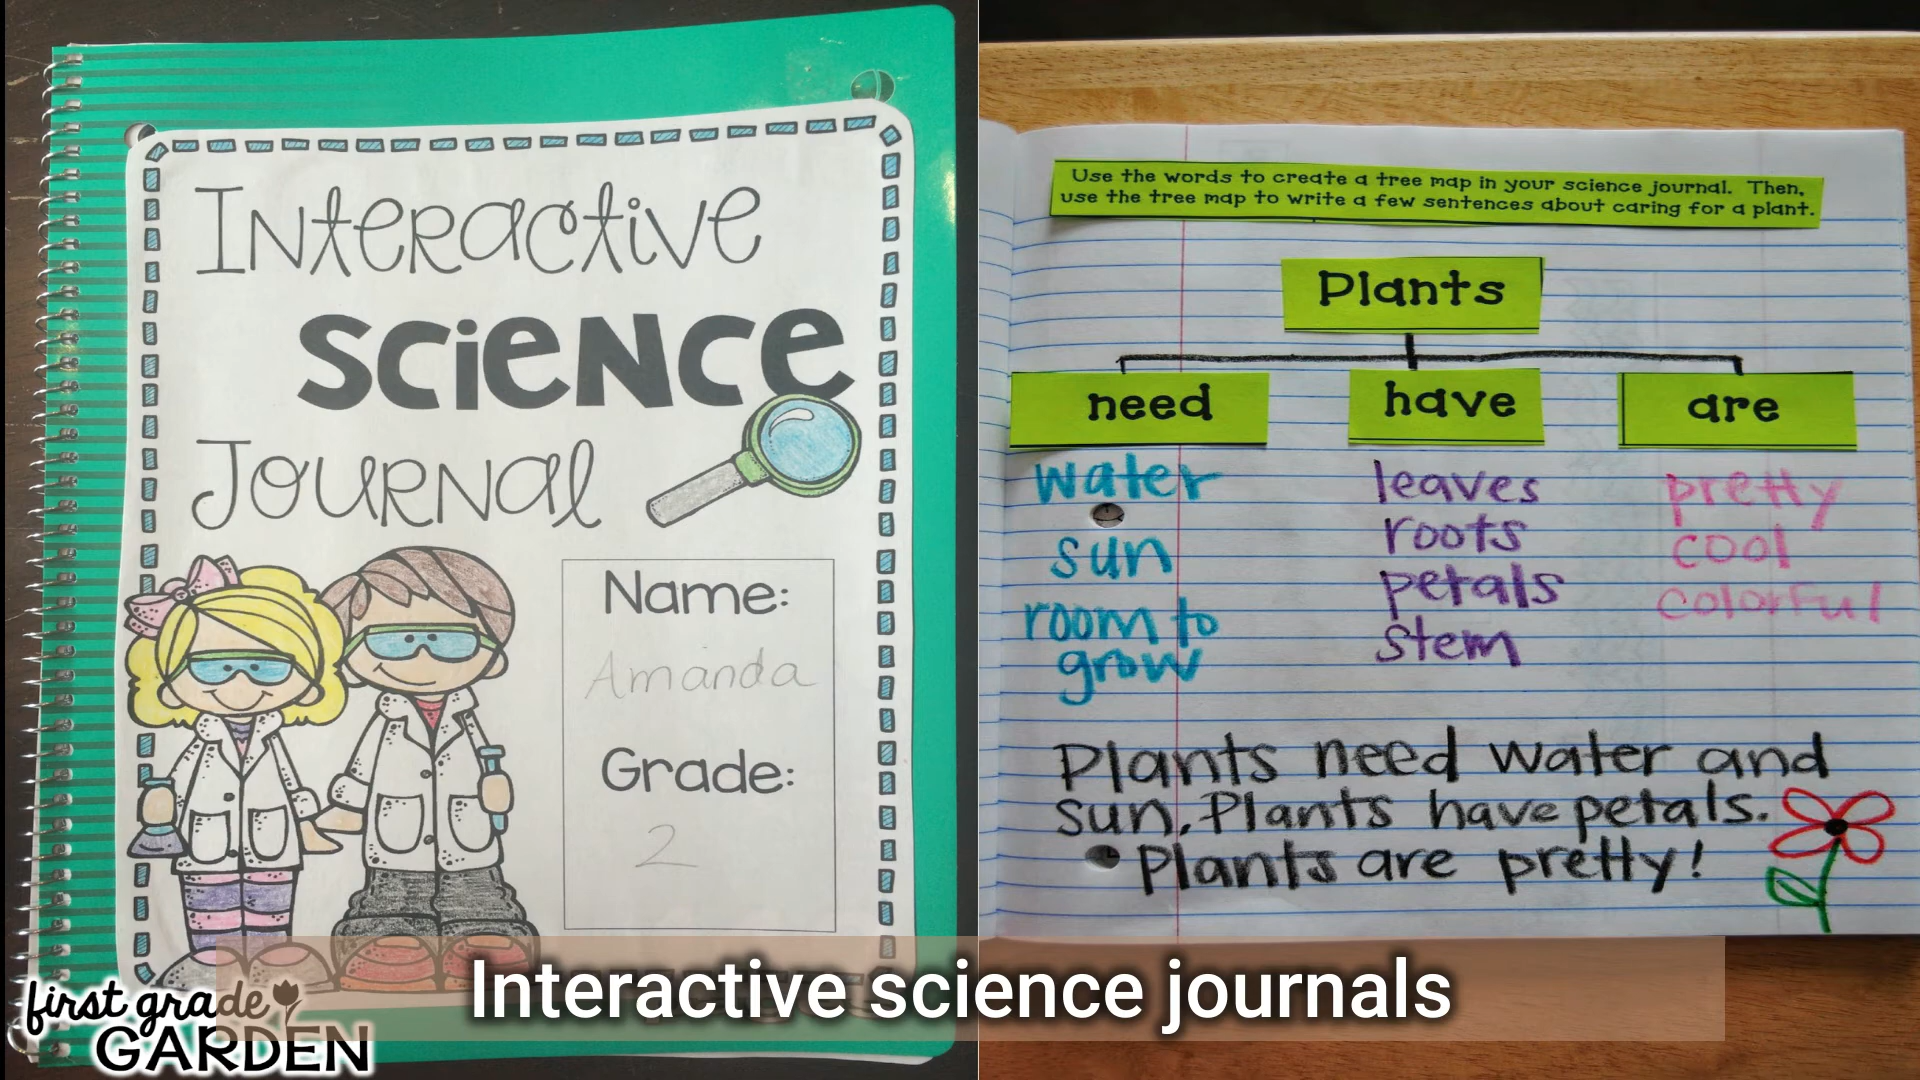 Interactive
Science
Journal
Name:
Amanda
Grade:
2
first grade
GARDEN
Use the words to create a tree map in your science journal. Then,
use the tree map to write a few sentences about caring for a plant.
Plants
need have are
water
sun
room to
grow
leaves
roots
petals
stem
pretty
cool
colorful
Plants need water and
sun. Plants have petals.
Plants are pretty!
Interactive science journals